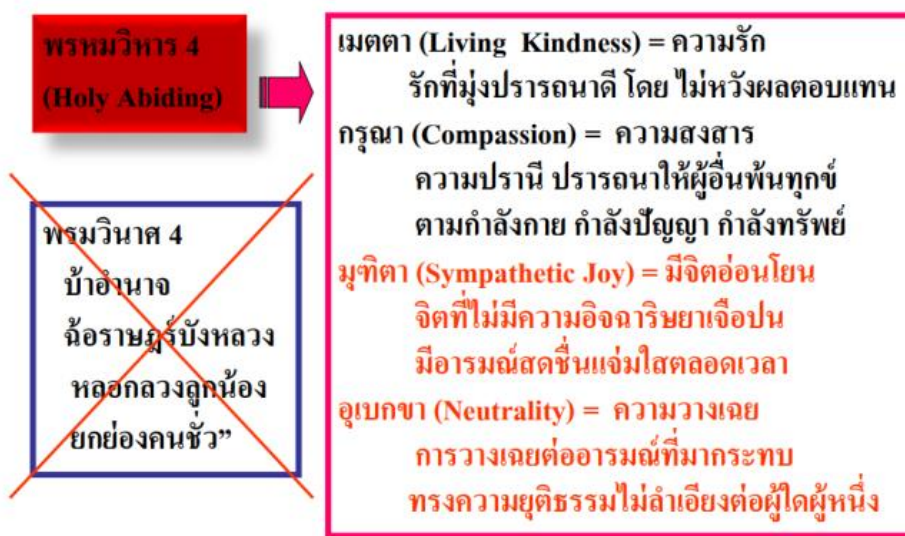 พรหมวิหาร 4
(Holy Abiding)
เมตตา (Living Kindness) = ความรัก
รักที่มุ่งปรารถนาดี โดย ไม่หวังผลตอบแทน
กรุณา (Compassion) = ความสงสาร
ความปรานี ปรารถนาให้ผู้อื่นพ้นทุกข์
ตามกำลังกาย กำลังปัญญา กำลังทรัพย์
มุฑิตา (Sympathetic Joy) = มีจิตอ่อนโยน
จิตที่ไม่มีความอิจฉาริษยาเจือปน
มีอารมณ์สดชื่นแจ่มใสตลอดเวลา
อุเบกขา (Neutrality) = ความวางเฉย
การวางเฉยต่ออารมณ์ที่มากระทบ
ทรงความยุติธรรมไม่ลำเอียงต่อผู้ใดผู้หนึ่ง
พรมวินาศ 4
บ้าอำนาจ
ฉ้อราษฎร์บังหลวง
หลอกลวงลูกน้อง
ยกย่องคนชั่ว”